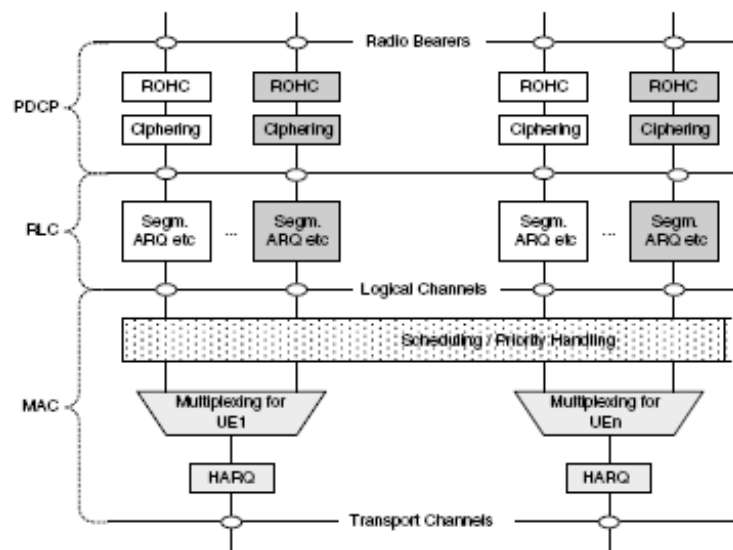 Radio Bearers
ROHC ROHC ROHC ROHC
PDCP
Ciphering Ciphering Ciphering Ciphering
Segm. Segm. Segm. Segm.
RLC
ARQ etc ... ARQ etc ARQ etc ... ARQ etc
Logical Channels
Scheduling / Priority Handling
MAC
Multiplexing for Multiplexing for
UE1 UEn
HARQ HARQ
Transport Channels